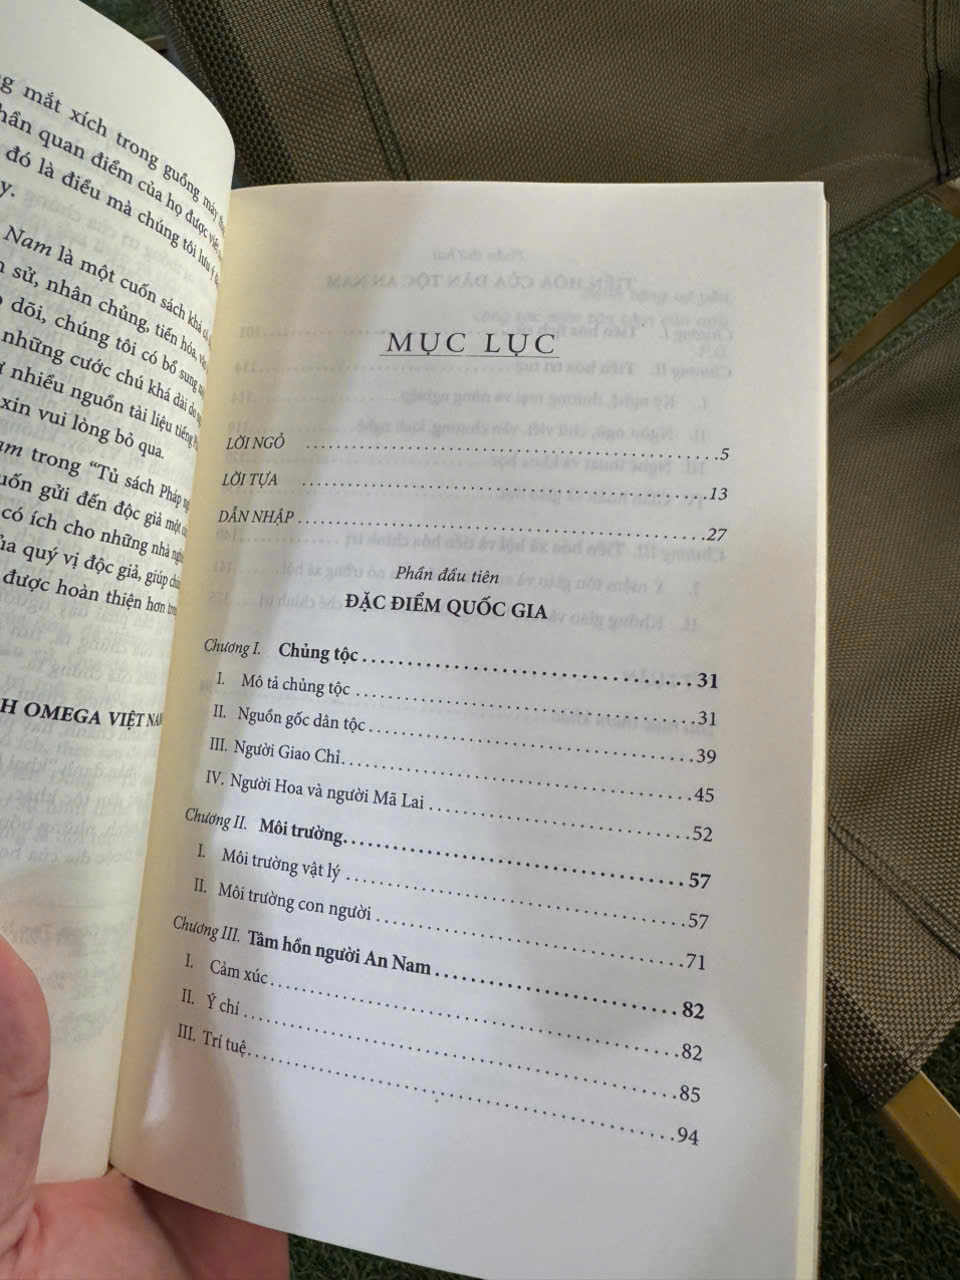 mắt xích trong guồng máy
quan điểm của họ được viết
đó là điều mà chúng tôi lưu ý
Nam là một cuốn sách khá
sử, nhân chủng, tiến hóa,
dõi, chúng tôi có bổ sung
những cước chú khá dài do
nhiều nguồn tài liệu tiếng
xin vui lòng bỏ qua.
trong “Tủ sách Pháp
gửi đến độc giả một
có ích cho những nhà
quý vị độc giả, giúp
được hoàn thiện hơn
OMEGA VIỆT NAM
MỤC LỤC
LỜI NGỎ ........ 5
LỜI TỰA ........ 13
DẪN NHẬP ........ 27
Phần đầu tiên
ĐẶC ĐIỂM QUỐC GIA
Chương I. Chủng tộc ........ 31
I. Mô tả chủng tộc ........ 31
II. Nguồn gốc dân tộc ........ 39
III. Người Giao Chỉ ........ 45
IV. Người Hoa và người Mã Lai ........ 52
Chương II. Môi trường ........ 57
I. Môi trường vật lý ........ 57
II. Môi trường con người ........ 71
Chương III. Tâm hồn người An Nam ........ 82
I. Cảm xúc ........ 82
II. Ý chí ........ 85
III. Trí tuệ ........ 94